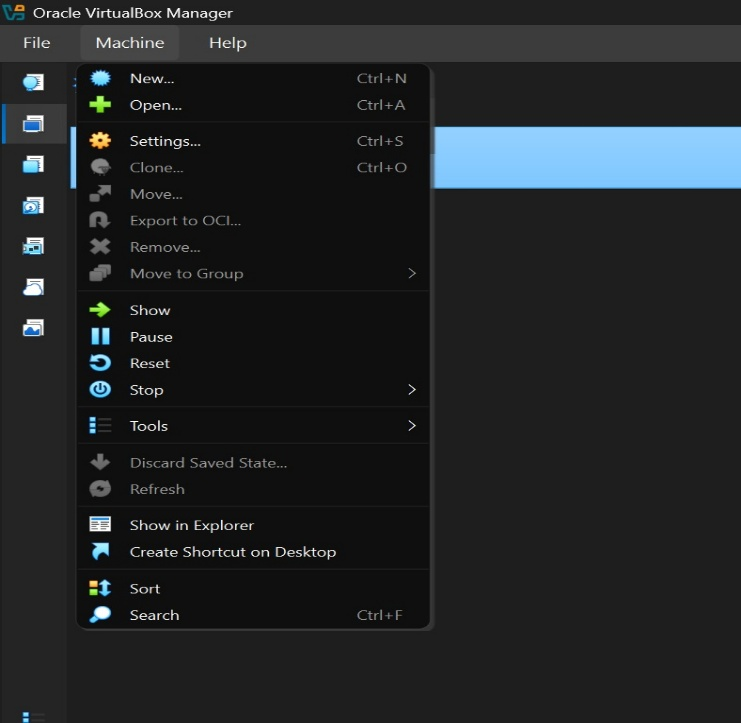 Oracle VirtualBox Manager
File Machine Help
New... Ctrl+N
Open... Ctrl+A
Settings... Ctrl+S
Clone... Ctrl+O
Move...
Export to OCI...
Remove...
Move to Group
Show
Pause
Reset
Stop
Tools
Discard Saved State...
Refresh
Show in Explorer
Create Shortcut on Desktop
Sort
Search Ctrl+F